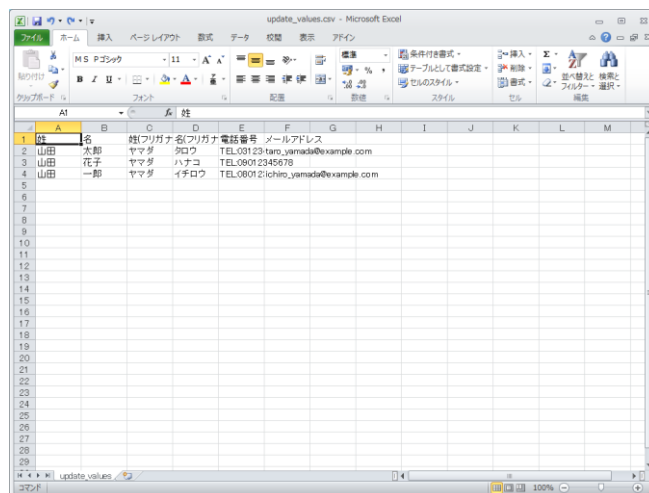 update_values.csv - Microsoft Excel
ファイル ホーム 挿入 ページレイアウト 数式 データ 校閲 表示 アドイン
貼り付け
MS Pゴシック 11
B I U
標準
条件付き書式
テーブルとして書式設定
セルのスタイル
挿入
削除
書式
並べ替えと フィルター
検索と 選択
クリップボード フォント 配置 数値 スタイル セル 編集
A1 fx 姓
A B C D E F G H I J K L M
1 姓 名 姓(フリガナ 名(フリガナ 電話番号 メールアドレス
2 山田 太郎 ヤマダ タロウ TEL:03123 taro_yamada@example.com
3 山田 花子 ヤマダ ハナコ TEL:09012345678
4 山田 一郎 ヤマダ イチロウ TEL:08012 ichiro_yamada@example.com
5
6
7
8
9
10
11
12
13
14
15
16
17
18
19
20
21
22
23
24
25
26
27
28
29
update_values
コマンド 100%